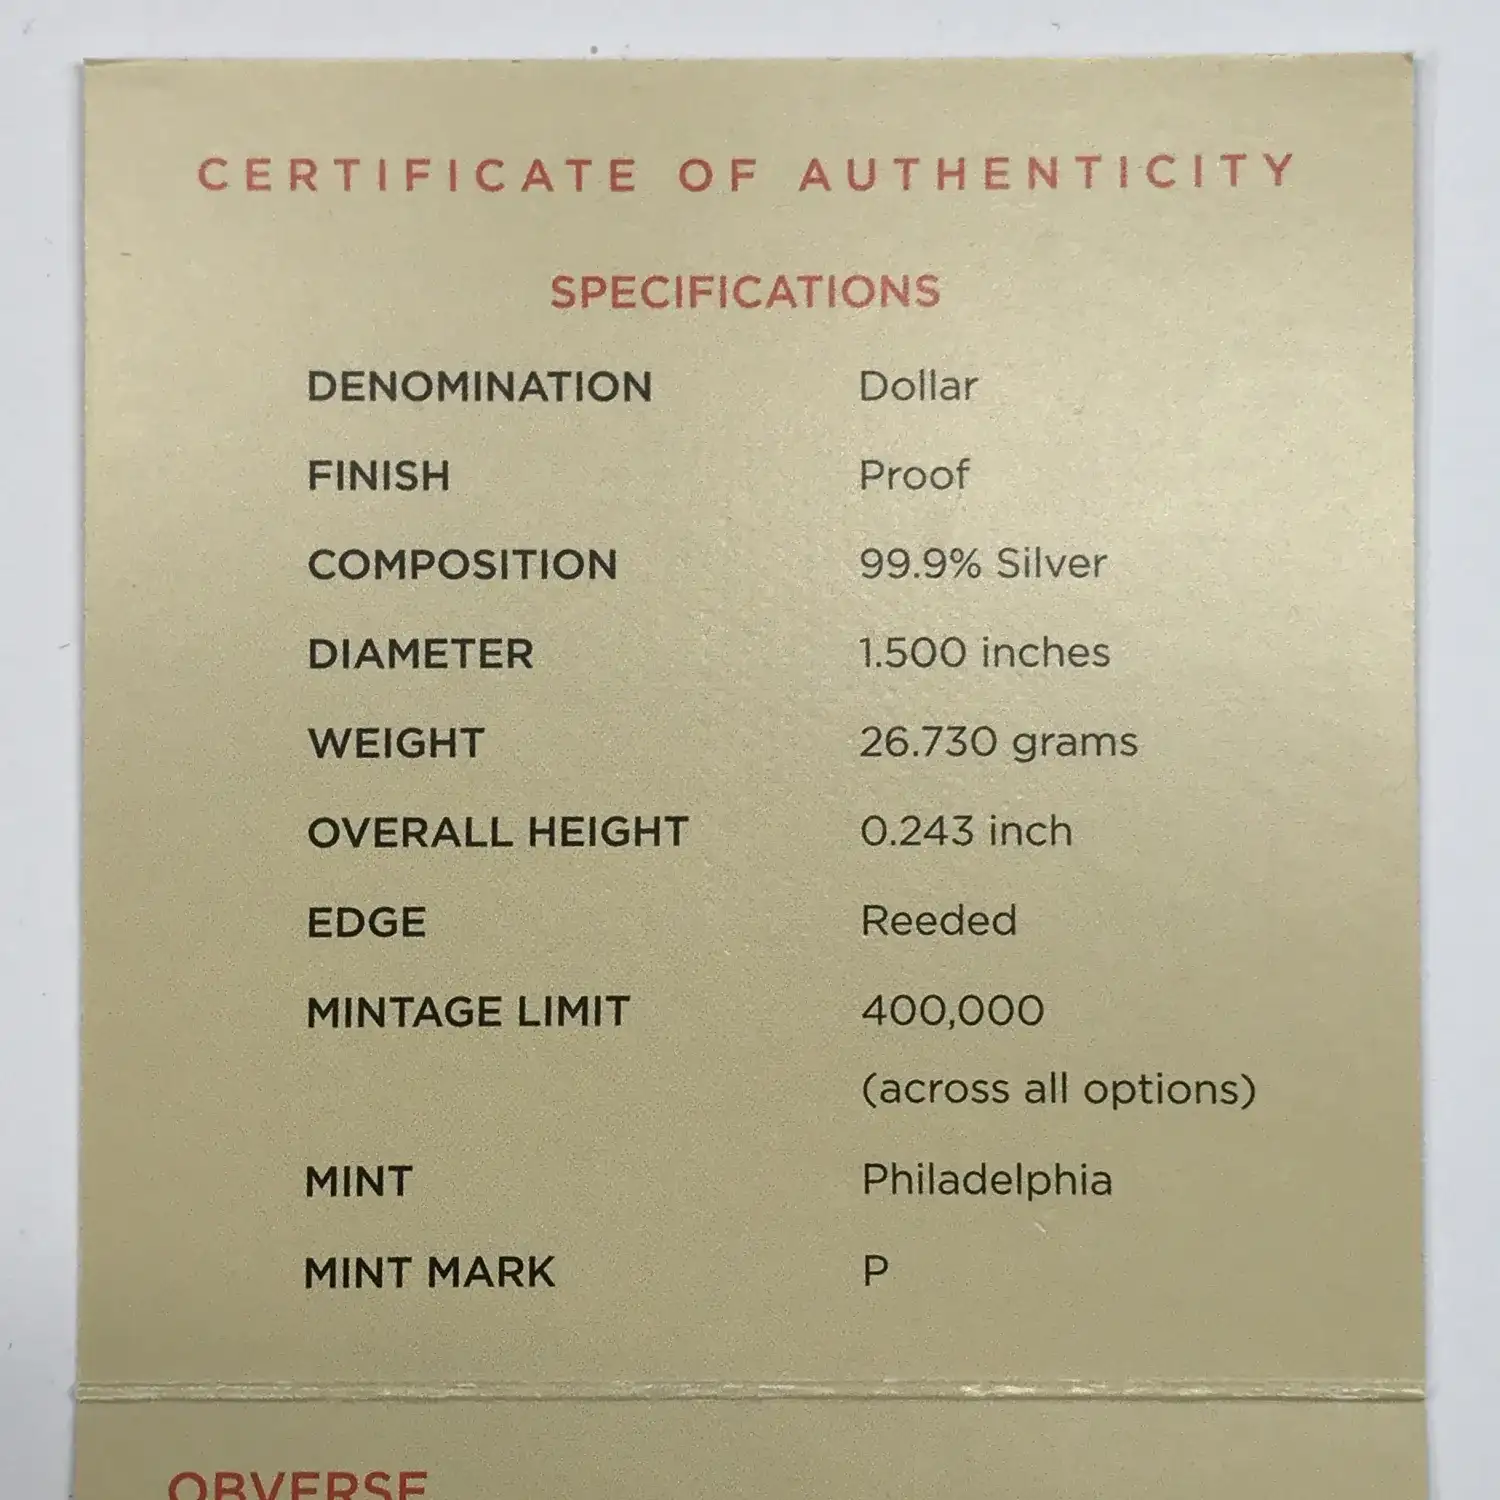 CERTIFICATE OF AUTHENTICITY
SPECIFICATIONS
DENOMINATION Dollar
FINISH Proof
COMPOSITION 99.9% Silver
DIAMETER 1.500 inches
WEIGHT 26.730 grams
OVERALL HEIGHT 0.243 inch
EDGE Reeded
MINTAGE LIMIT 400,000
(across all options)
MINT Philadelphia
MINT MARK P
OBVERSE